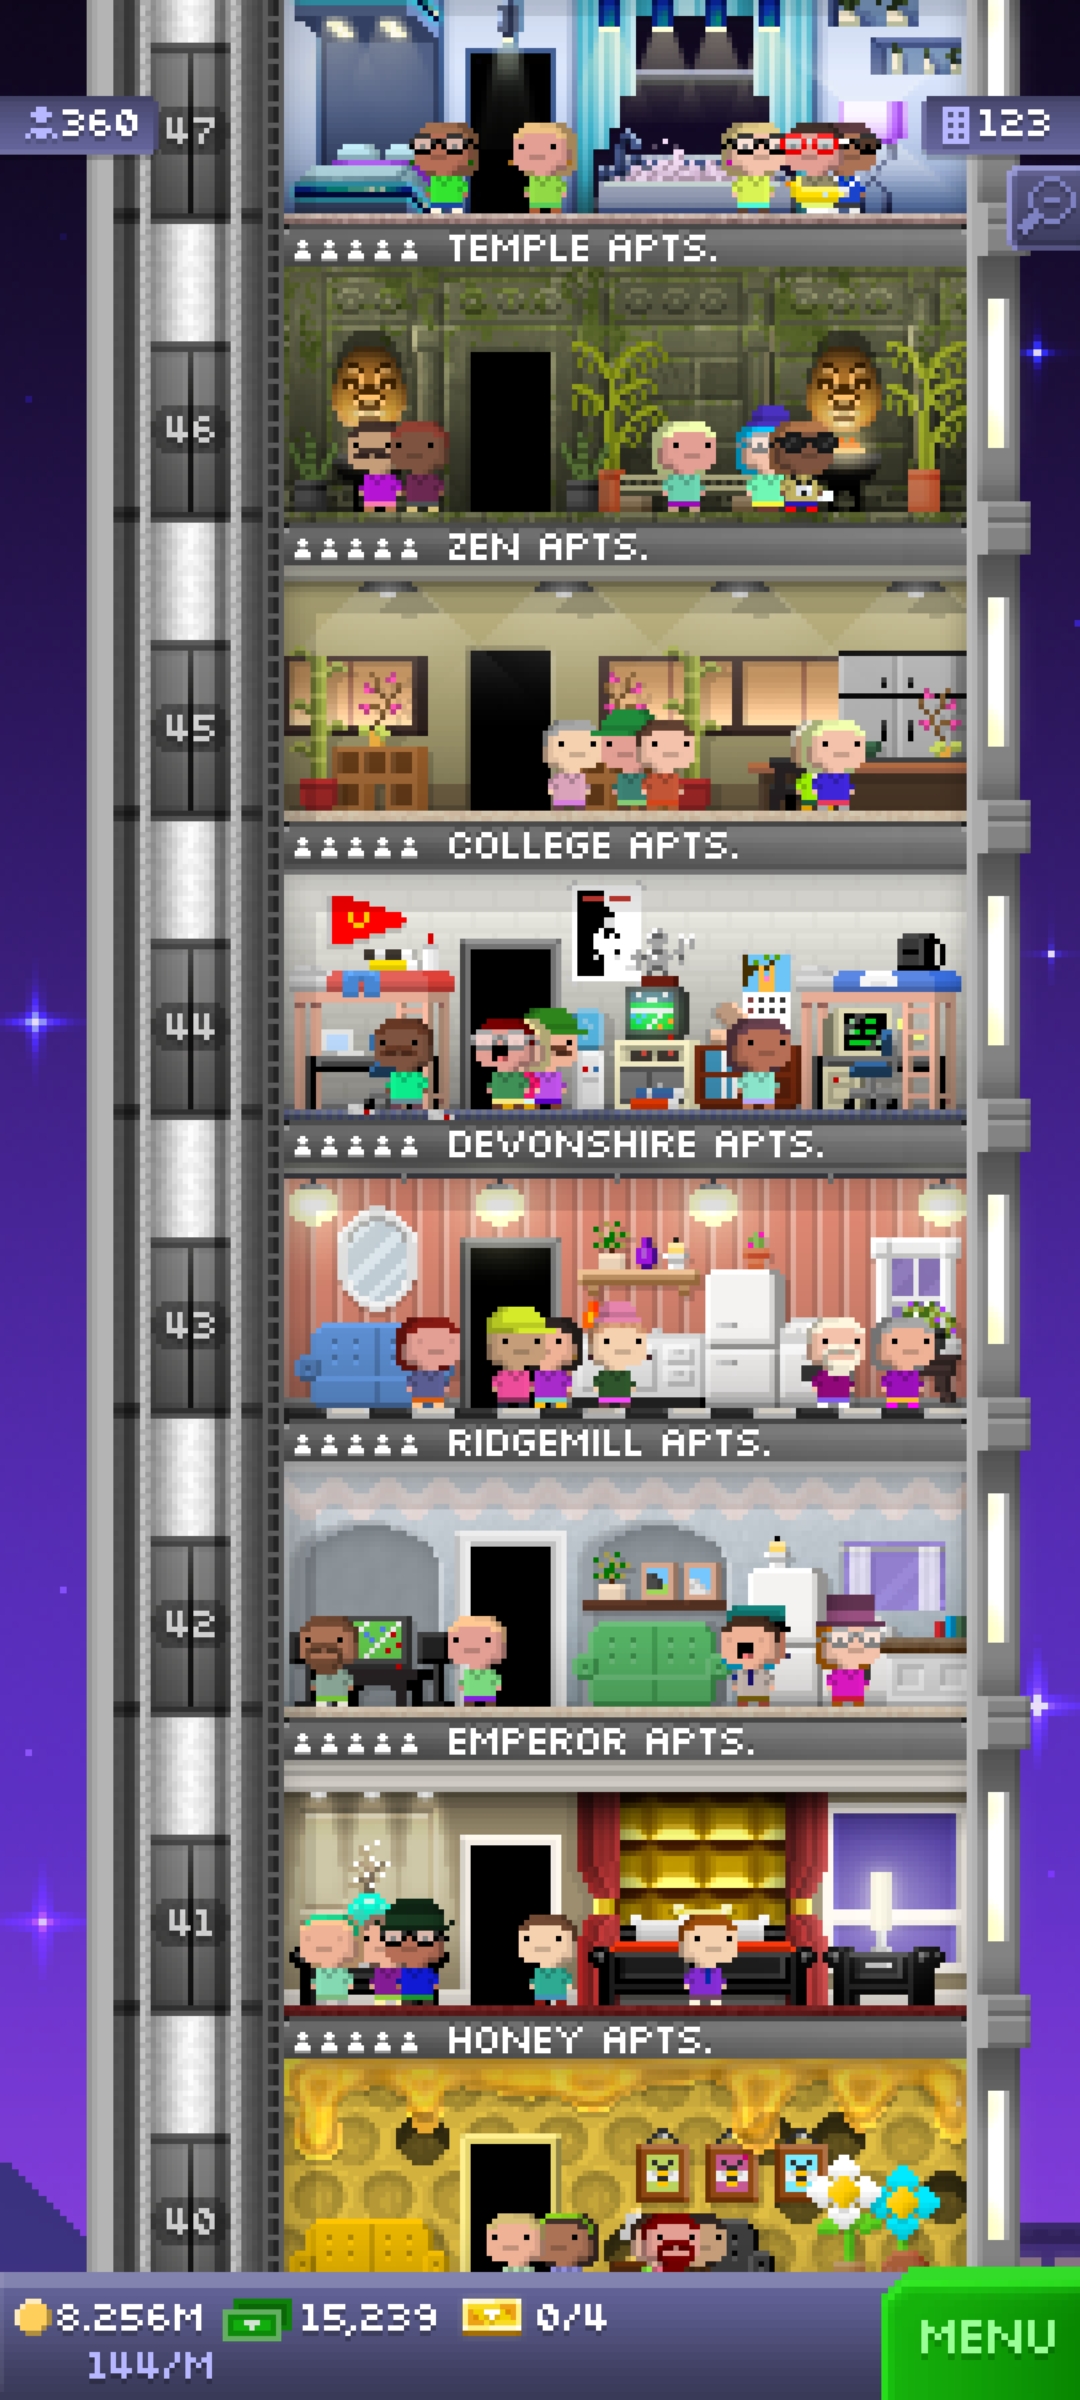 360
47
123
TEMPLE APTS.
46
ZEN APTS.
45
COLLEGE APTS.
U
44
DEVONSHIRE APTS.
43
RIDGEMILL APTS.
42
EMPEROR APTS.
41
HONEY APTS.
40
8.256M 15,239 0/4
144/M
MENU